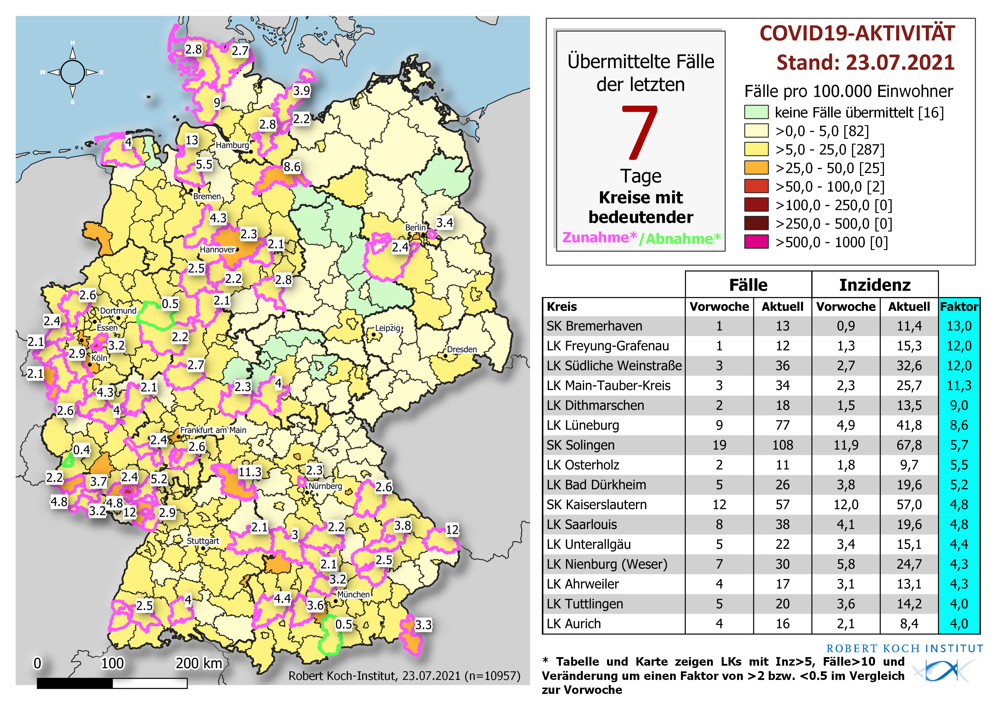 N
W
E
S
2.8
2.7
3.9
9
2.2
2.8
4
13
Hamburg
5.5
8.6
Bremen
4.3
3.4
Berlin
2.3
2.1
2.4
Hannover
2.5
2.2
2.8
2.6
2.1
0.5
Dortmund
2.4
Essen
Leipzig
2.2
2.1
3.2
2.9
Köln
Dresden
2.7
2.1
2.3
4
2.1
4.3
2.6
4
Frankfurt am Main
2.4
2.6
0.4
11.3
2.3
2.2
3.7
2.4
5.2
Nürnberg
2.6
4.8
4.8
3.2
12
2.9
2.1
3
2.2
3.8
12
Stuttgart
2.1
2.5
3.2
München
2.5
4
4.4
3.6
0.5
3.3
0 100 200 km
Robert Koch-Institut, 23.07.2021 (n=10957)
Übermittelte Fälle
der letzten
7
Tage
Kreise mit
bedeutender
Zunahme*/Abnahme*
COVID19-AKTIVITÄT
Stand: 23.07.2021
Fälle pro 100.000 Einwohner
keine Fälle übermittelt [16]
>0,0 - 5,0 [82]
>5,0 - 25,0 [287]
>25,0 - 50,0 [25]
>50,0 - 100,0 [2]
>100,0 - 250,0 [0]
>250,0 - 500,0 [0]
>500,0 - 1000 [0]
Fälle Inzidenz
Kreis Vorwoche Aktuell Vorwoche Aktuell Faktor
SK Bremerhaven 1 13 0,9 11,4 13,0
LK Freyung-Grafenau 1 12 1,3 15,3 12,0
LK Südliche Weinstraße 3 36 2,7 32,6 12,0
LK Main-Tauber-Kreis 3 34 2,3 25,7 11,3
LK Dithmarschen 2 18 1,5 13,5 9,0
LK Lüneburg 9 77 4,9 41,8 8,6
SK Solingen 19 108 11,9 67,8 5,7
LK Osterholz 2 11 1,8 9,7 5,5
LK Bad Dürkheim 5 26 3,8 19,6 5,2
SK Kaiserslautern 12 57 12,0 57,0 4,8
LK Saarlouis 8 38 4,1 19,6 4,8
LK Unterallgäu 5 22 3,4 15,1 4,4
LK Nienburg (Weser) 7 30 5,8 24,7 4,3
LK Ahrweiler 4 17 3,1 13,1 4,3
LK Tuttlingen 5 20 3,6 14,2 4,0
LK Aurich 4 16 2,1 8,4 4,0
ROBERT KOCH INSTITUT
* Tabelle und Karte zeigen LKs mit Inz>5, Fälle>10 und
Veränderung um einen Faktor von >2 bzw. <0.5 im Vergleich
zur Vorwoche